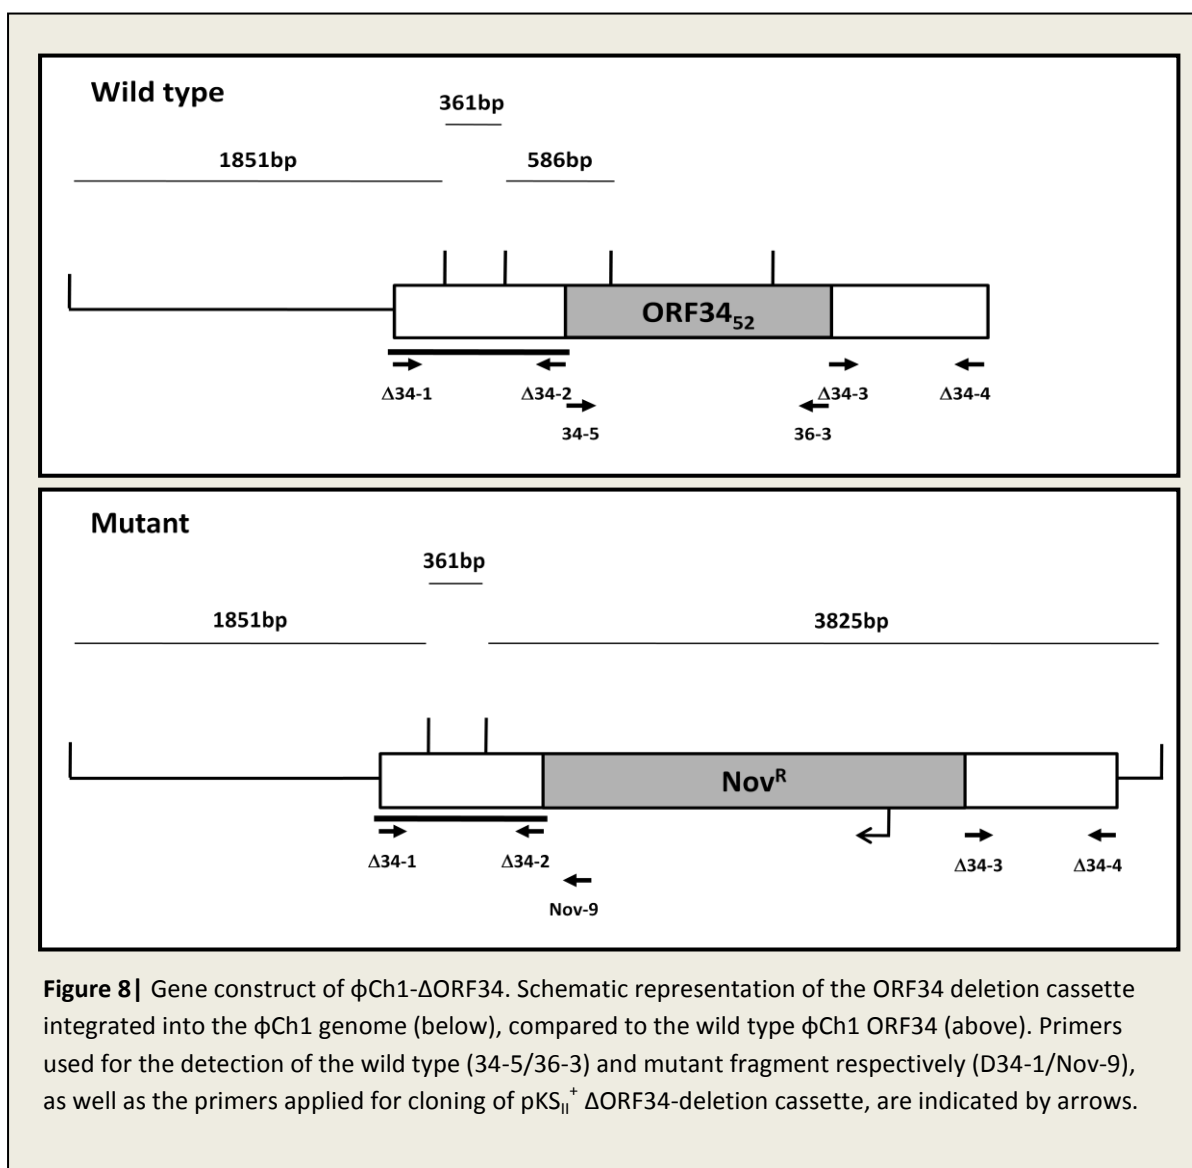 Wild type
361bp
1851bp
586bp
ORF34₅₂
Δ34-1
Δ34-2
Δ34-3
Δ34-4
34-5
36-3
Mutant
361bp
1851bp
3825bp
Novᴿ
Δ34-1
Δ34-2
Δ34-3
Δ34-4
Nov-9
Figure 8| Gene construct of ϕCh1-ΔORF34. Schematic representation of the ORF34 deletion cassette
integrated into the ϕCh1 genome (below), compared to the wild type ϕCh1 ORF34 (above). Primers
used for the detection of the wild type (34-5/36-3) and mutant fragment respectively (D34-1/Nov-9),
as well as the primers applied for cloning of pKS_II⁺ ΔORF34-deletion cassette, are indicated by arrows.